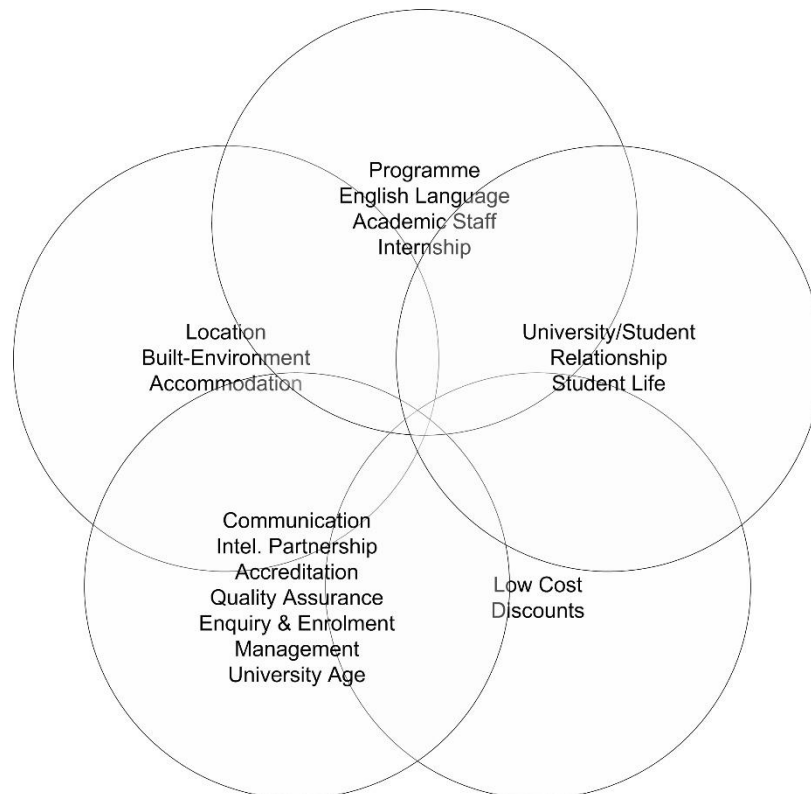 Programme
English Language
Academic Staff
Internship
Location
Built-Environment
Accommodation
University/Student
Relationship
Student Life
Communication
Intel. Partnership
Accreditation
Quality Assurance
Enquiry & Enrolment
Management
University Age
Low Cost
Discounts